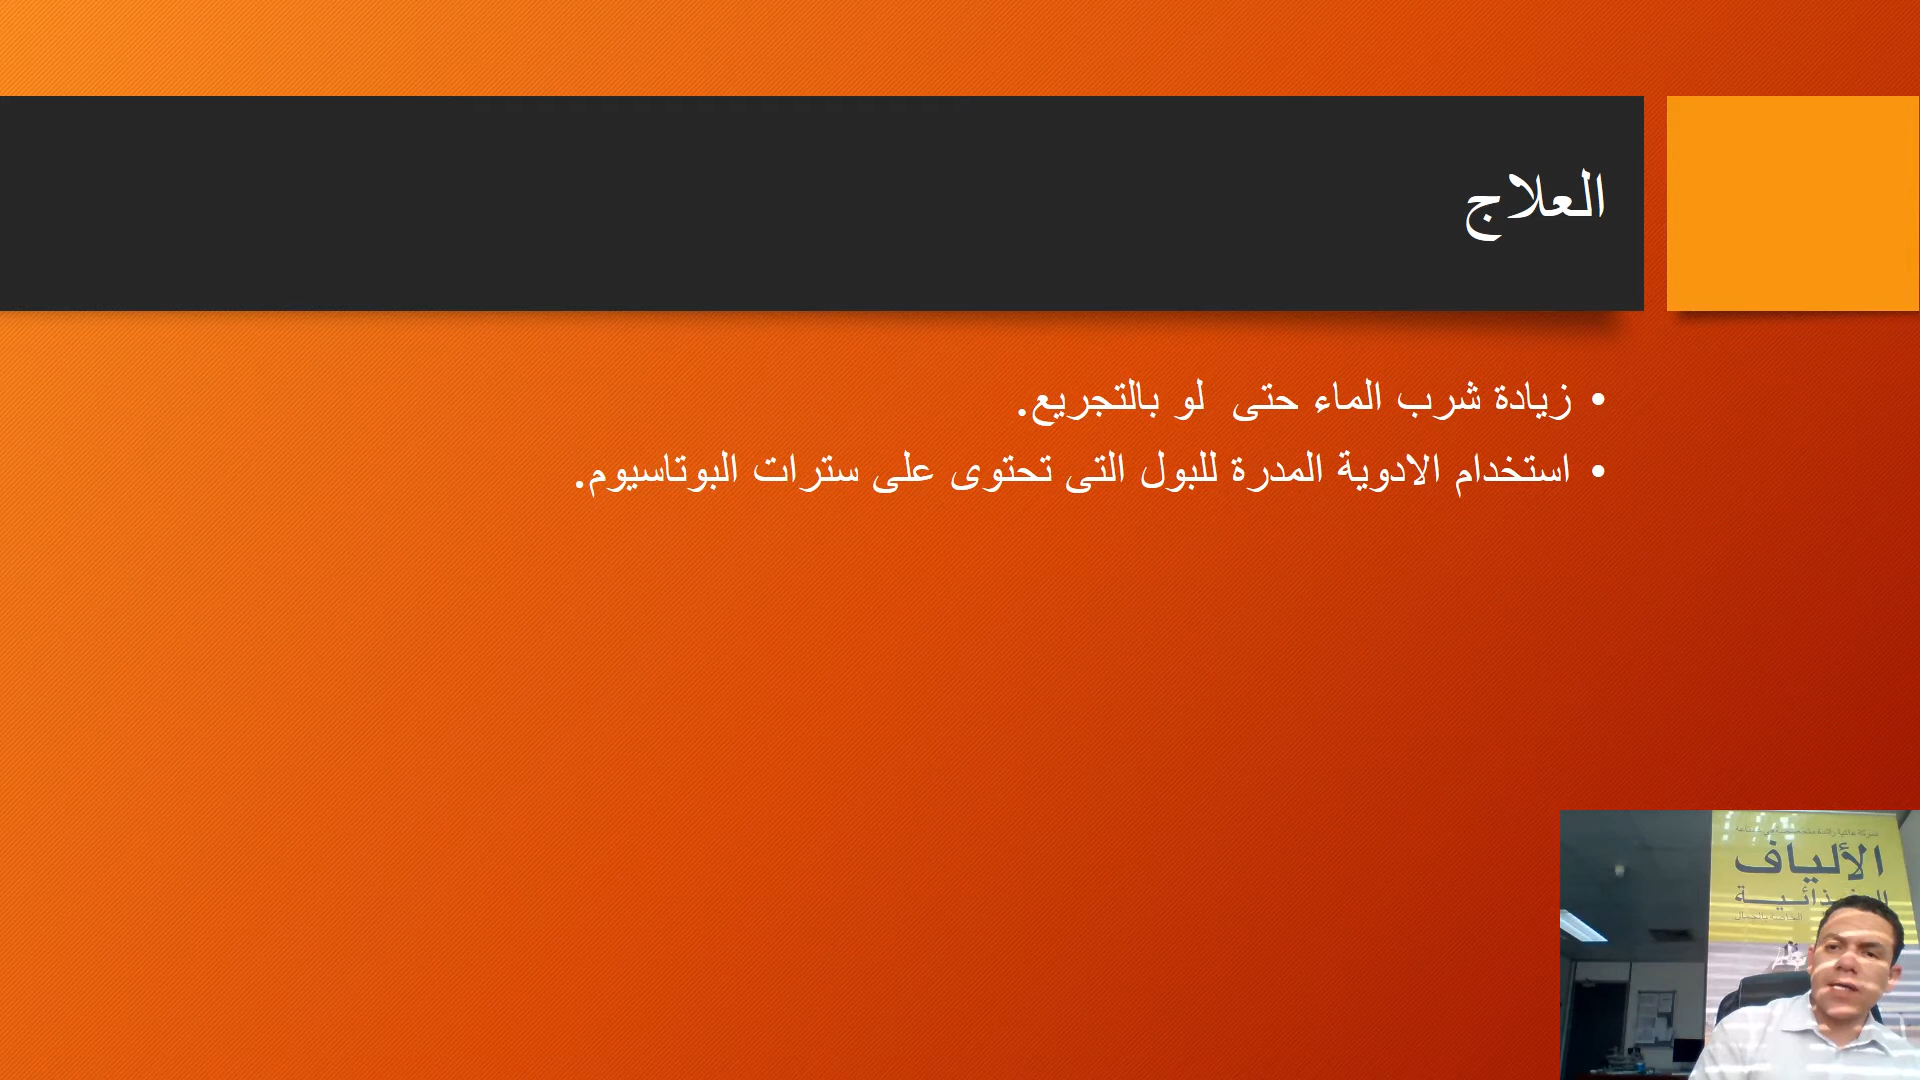 العلاج
• زيادة شرب الماء حتى لو بالتجريع.
• استخدام الادوية المدرة للبول التى تحتوى على سترات البوتاسيوم.
الألياف